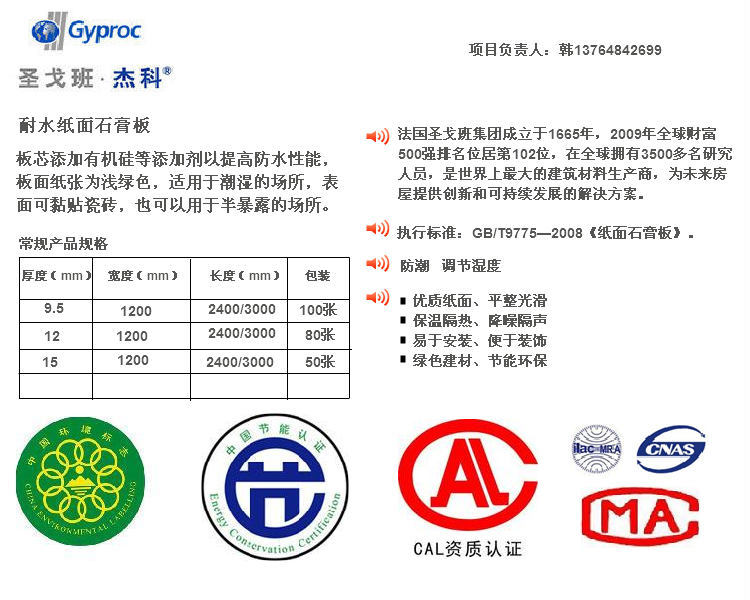 Gyproc
圣戈班·杰科®
项目负责人：韩13764842699
耐水纸面石膏板
板芯添加有机硅等添加剂以提高防水性能，
板面纸张为浅绿色，适用于潮湿的场所，表
面可黏贴瓷砖，也可以用于半暴露的场所。
常规产品规格
厚度（mm） 宽度（mm） 长度（mm） 包装
9.5 1200 2400/3000 100张
12 1200 2400/3000 80张
15 1200 2400/3000 50张
法国圣戈班集团成立于1665年，2009年全球财富
500强排名位居第102位，在全球拥有3500多名研究
人员，是世界上最大的建筑材料生产商，为未来房
屋提供创新和可持续发展的解决方案。
执行标准：GB/T9775—2008《纸面石膏板》。
防潮 调节湿度
■ 优质纸面、平整光滑
■ 保温隔热、降噪隔声
■ 易于安装、便于装饰
■ 绿色建材、节能环保
中国环境标志
CHINA ENVIRONMENTAL LABELLING
中国节能认证
节
Energy Conservation Certification
CAL
CAL资质认证
ilac-MRA
CNAS
MA